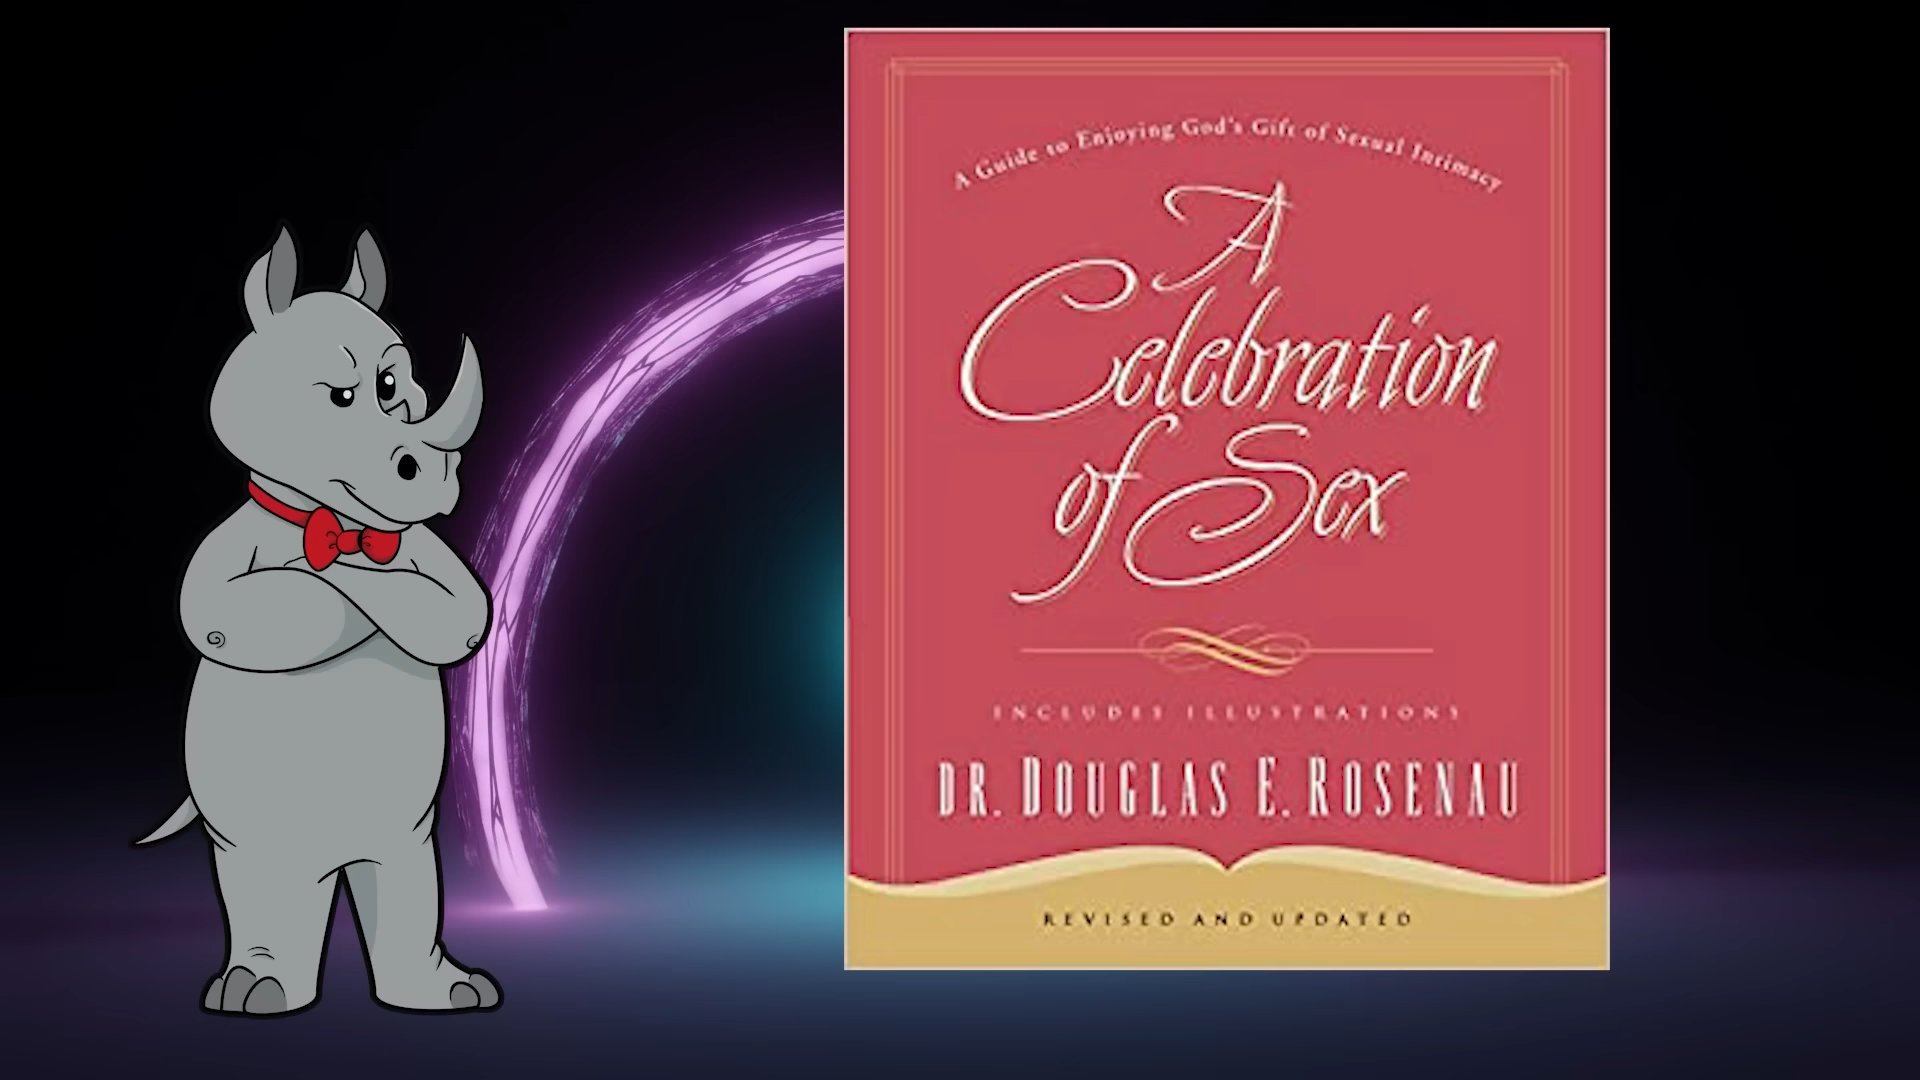 A Guide to Enjoying God's Gift of Sexual Intimacy
A
Celebration
of Sex
INCLUDES ILLUSTRATIONS
DR. DOUGLAS E. ROSENAU
REVISED AND UPDATED